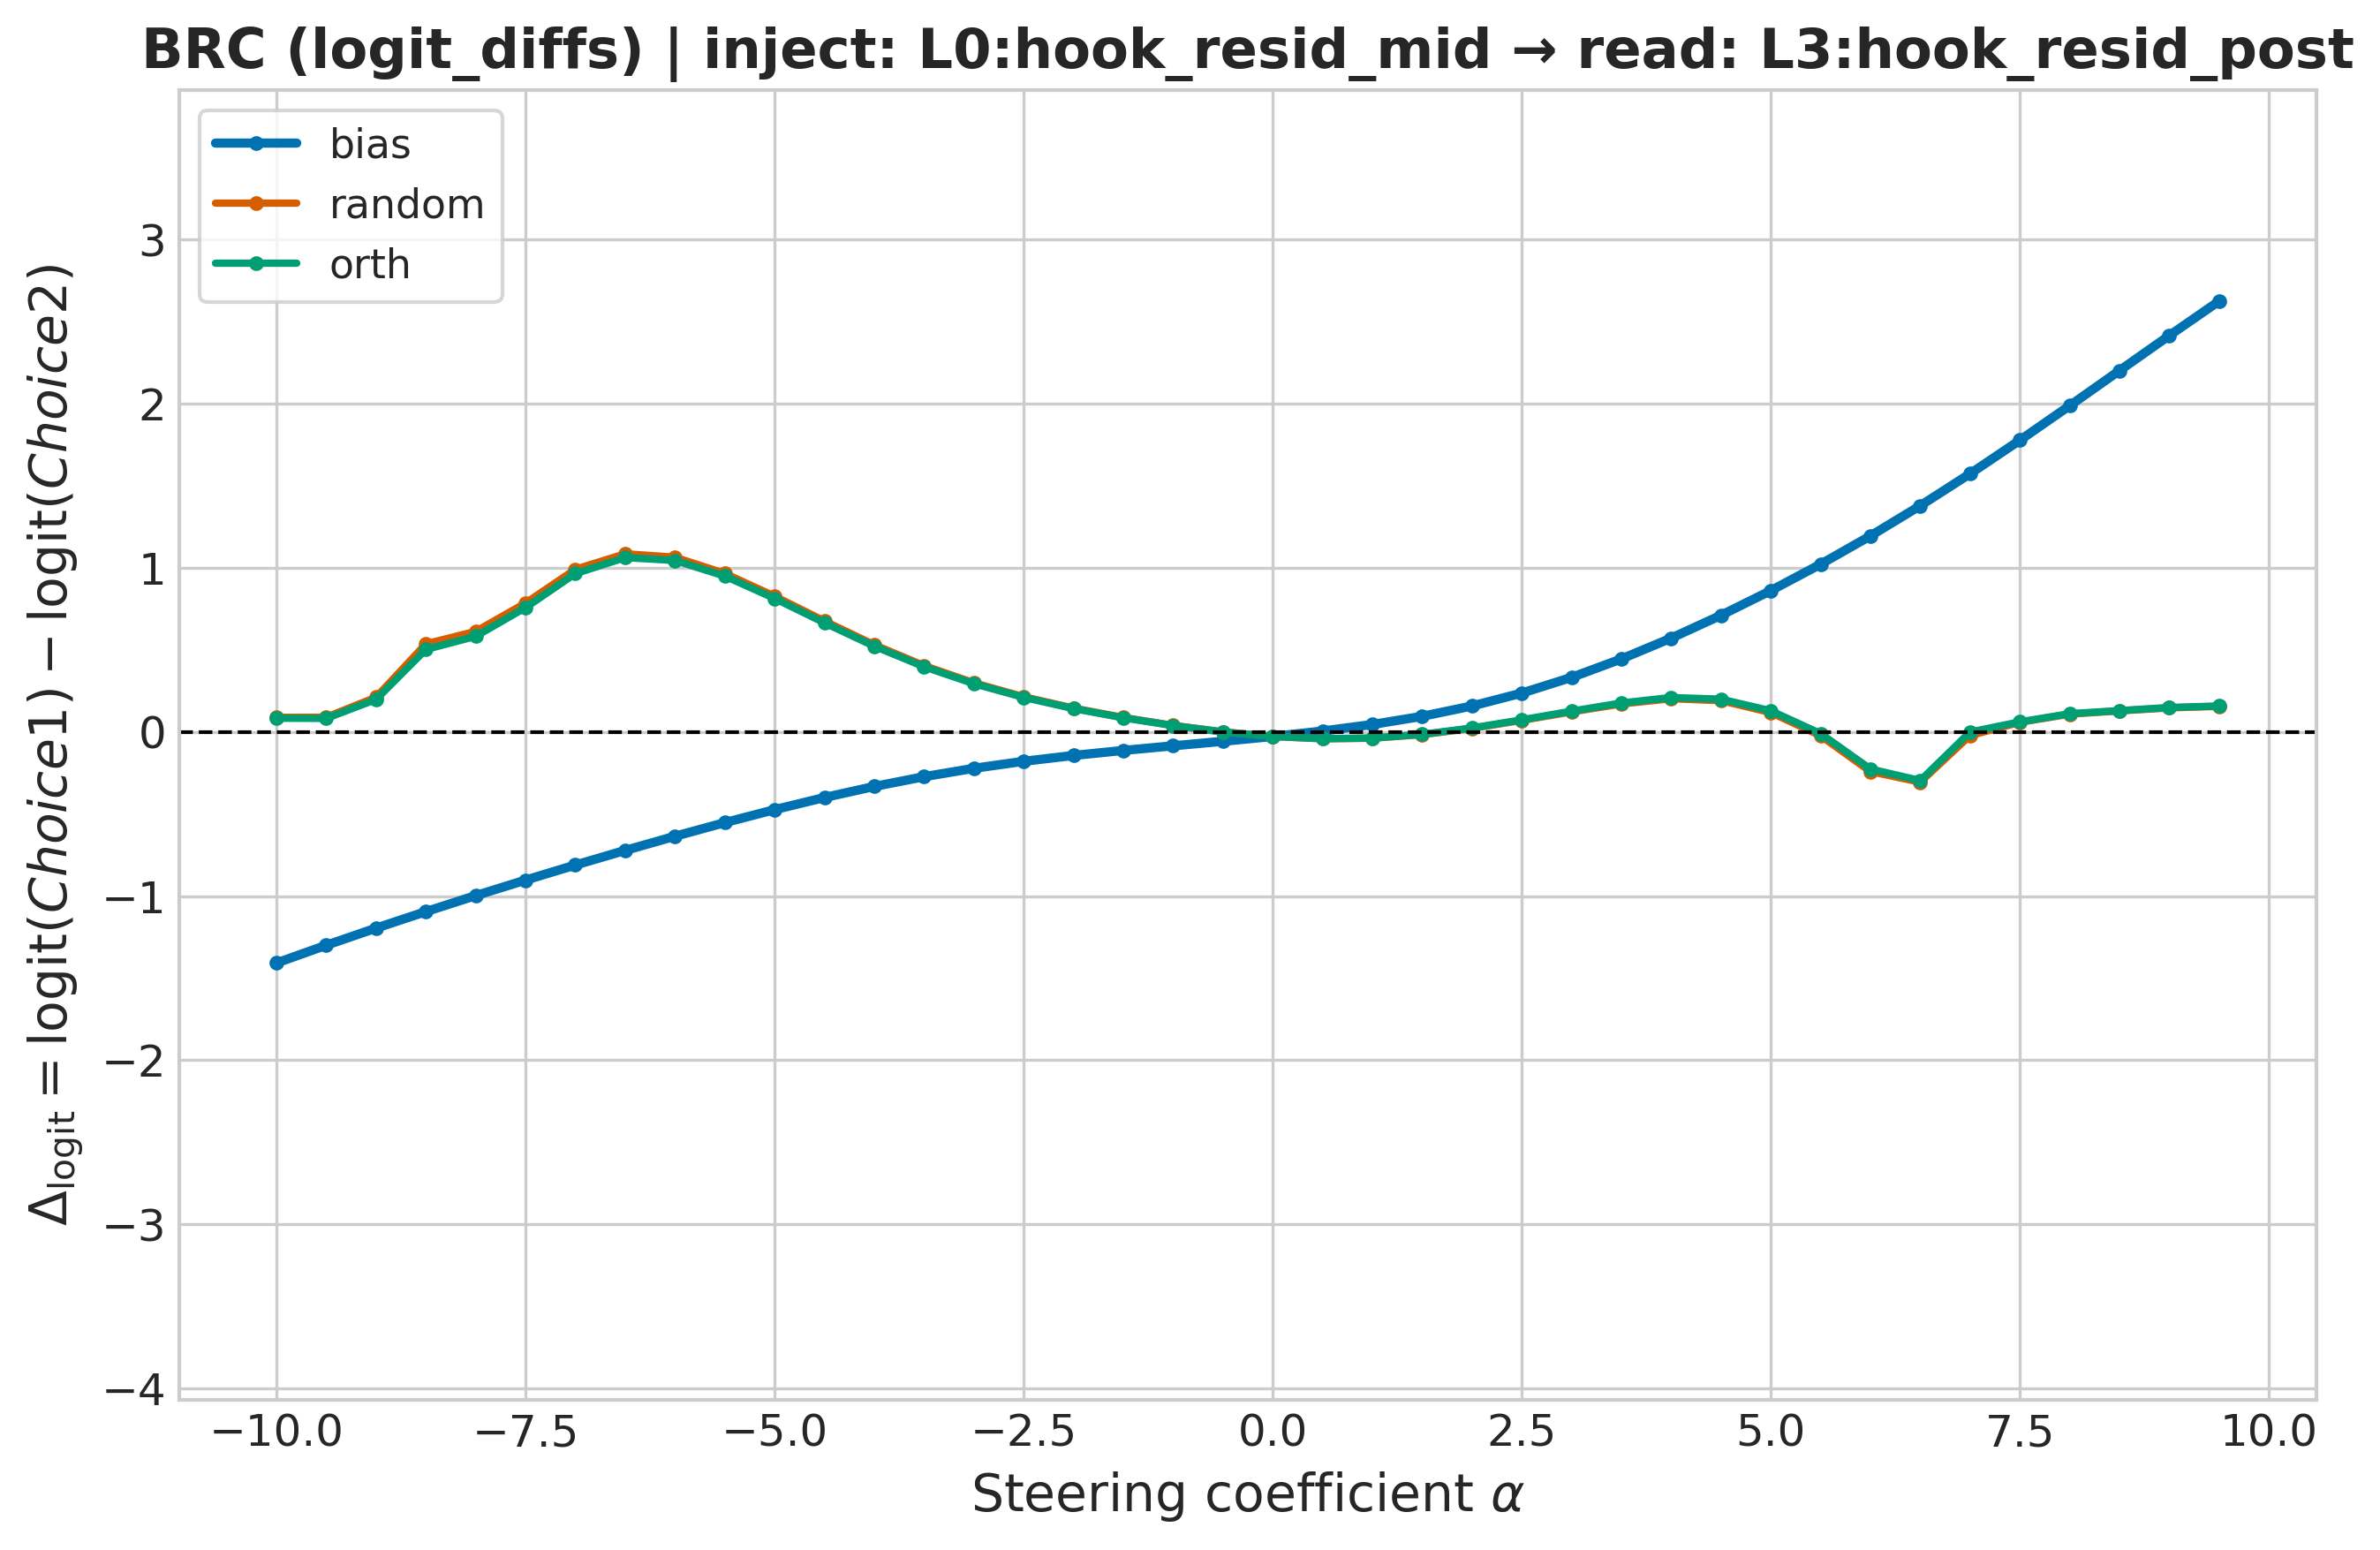 BRC (logit_diffs) | inject: L0:hook_resid_mid → read: L3:hook_resid_post
bias
random
orth
Δlogit = logit(Choice1) − logit(Choice2)
3
2
1
0
−1
−2
−3
−4
−10.0 −7.5 −5.0 −2.5 0.0 2.5 5.0 7.5 10.0
Steering coefficient α